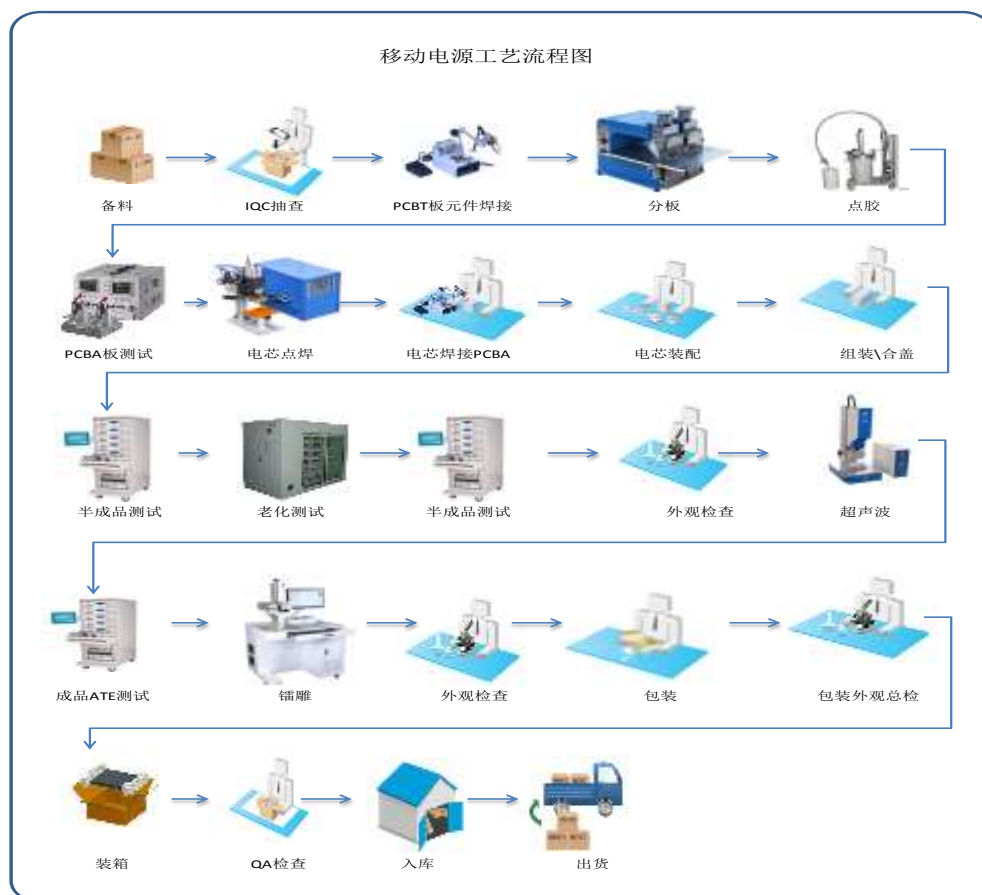 移动电源工艺流程图
备料
IQC抽查
PCBT板元件焊接
分板
点胶
PCBA板测试
电芯点焊
电芯焊接PCBA
电芯装配
组装\合盖
半成品测试
老化测试
半成品测试
外观检查
超声波
成品ATE测试
镭雕
外观检查
包装
包装外观总检
装箱
QA检查
入库
出货